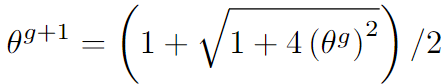 θ^{g+1} = (1 + √(1 + 4 (θ^g)^2)) / 2